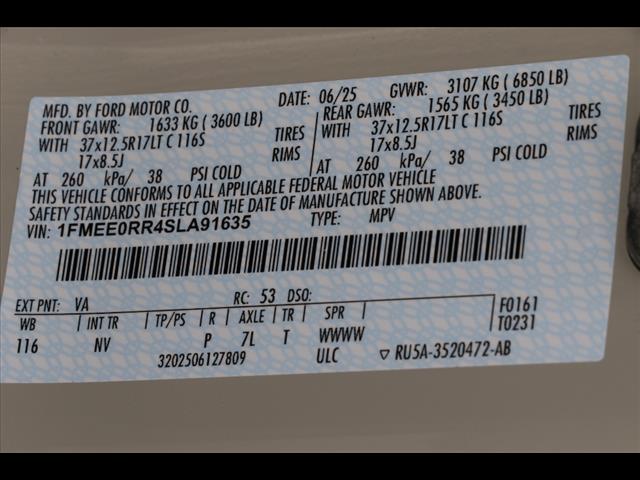 MFD. BY FORD MOTOR CO. DATE: 06/25 GVWR: 3107 KG ( 6850 LB)
FRONT GAWR: 1633 KG ( 3600 LB) REAR GAWR: 1565 KG ( 3450 LB)
WITH 37x12.5R17LT C 116S TIRES WITH 37x12.5R17LT C 116S TIRES
17x8.5J RIMS 17x8.5J RIMS
AT 260 kPa/ 38 PSI COLD AT 260 kPa/ 38 PSI COLD
THIS VEHICLE CONFORMS TO ALL APPLICABLE FEDERAL MOTOR VEHICLE
SAFETY STANDARDS IN EFFECT ON THE DATE OF MANUFACTURE SHOWN ABOVE.
VIN: 1FMEE0RR4SLA91635 TYPE: MPV
EXT PNT: VA RC: 53 DSO:
WB INT TR TP/PS R AXLE TR SPR F0161
116 NV P 7L T WWWW T0231
3202506127809 ULC ▽ RU5A-3520472-AB